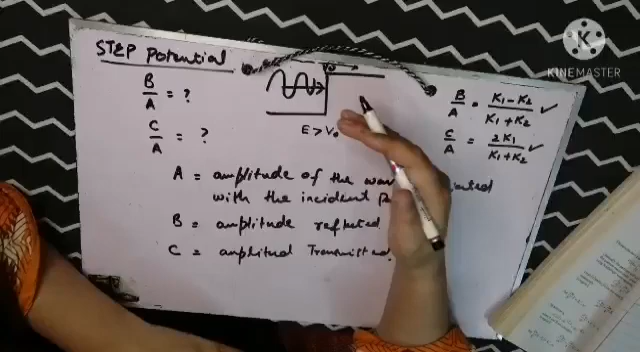 STEP Potential
B/A = ?
V₀
E > V₀
B/A = K₁ - K₂ / K₁ + K₂ ✓
C/A = ?
C/A = 2K₁ / K₁ + K₂ ✓
A = amplitude of the
with the incident
B = amplitude reflected
C = amplitud Transmitted.
KINEMASTER